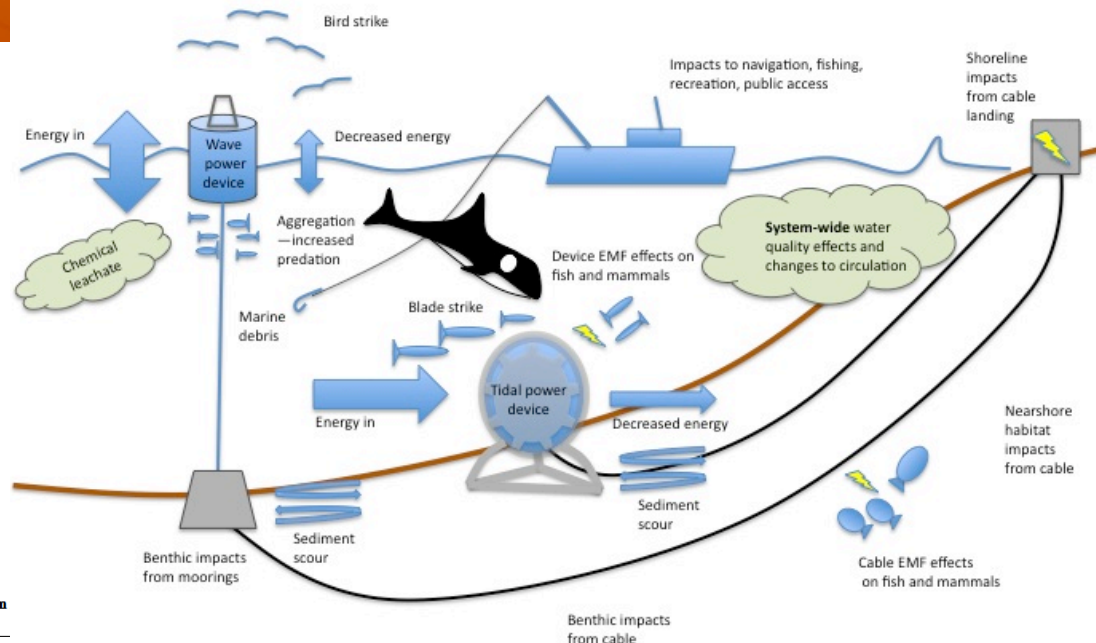 Bird strike
Impacts to navigation, fishing,
recreation, public access
Shoreline
impacts
from cable
landing
Energy in
Wave
power
device
Decreased energy
Chemical
leachate
Aggregation
—increased
predation
System-wide water
quality effects and
changes to circulation
Device EMF effects on
fish and mammals
Marine
debris
Blade strike
Tidal power
device
Energy in
Decreased energy
Nearshore
habitat
impacts
from cable
Sediment
scour
Sediment
scour
Benthic impacts
from moorings
Cable EMF effects
on fish and mammals
Benthic impacts
from cable